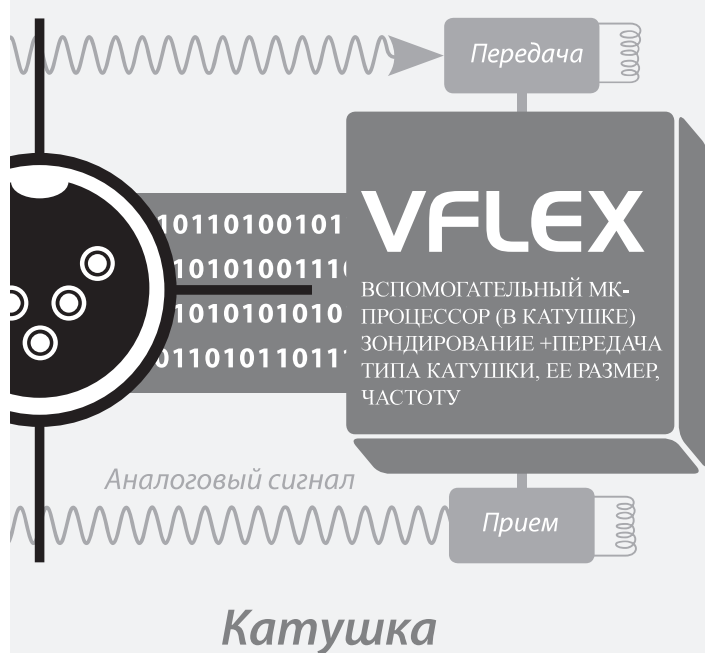 Передача
10110100101
VFLEX
10101001110
ВСПОМОГАТЕЛЬНЫЙ МК-
ПРОЦЕССОР (В КАТУШКЕ)
1010101010
ЗОНДИРОВАНИЕ +ПЕРЕДАЧА
01101011011
ТИПА КАТУШКИ, ЕЕ РАЗМЕР,
ЧАСТОТУ
Аналоговый сигнал
Прием
Катушка